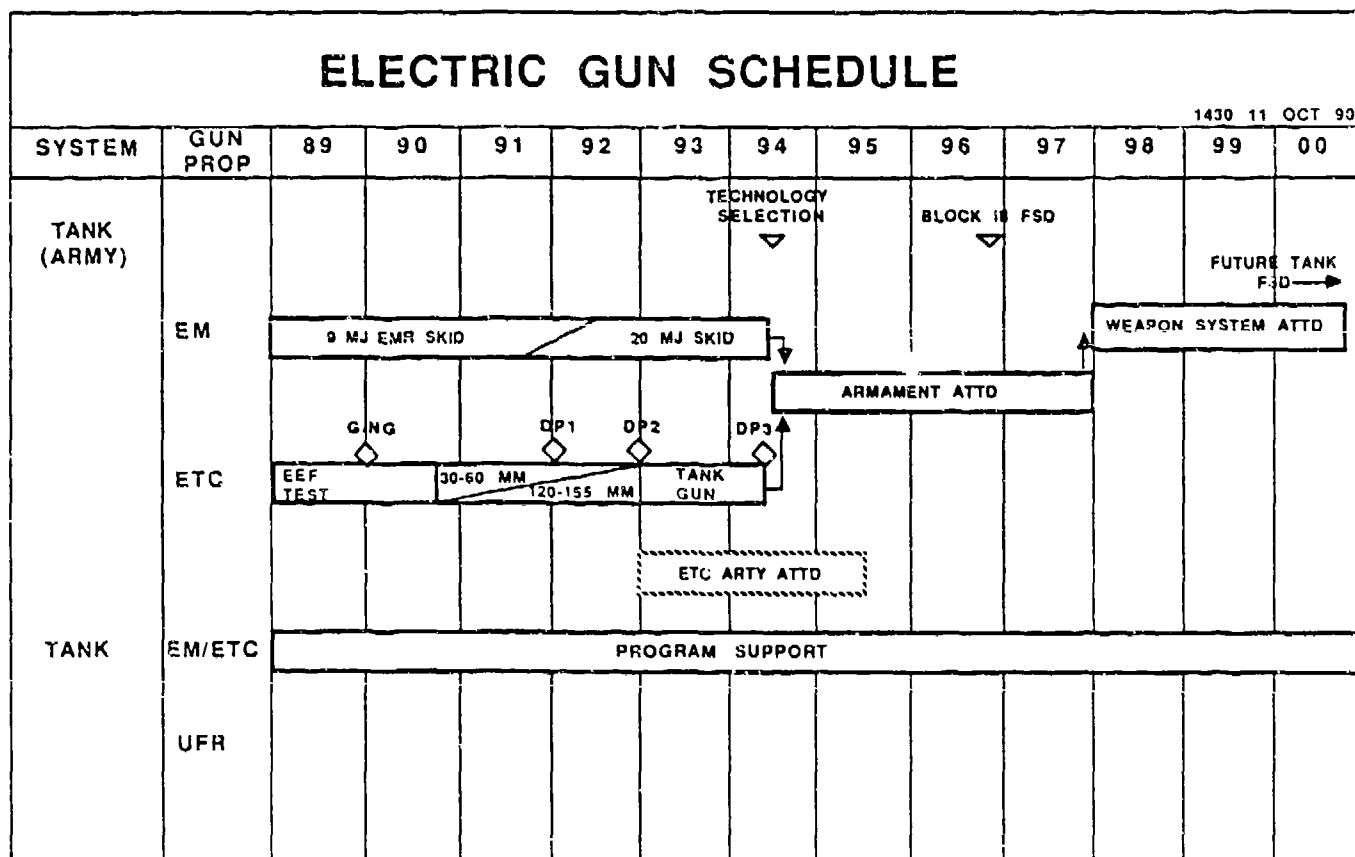 ELECTRIC GUN SCHEDULE
1430 11 OCT 90
SYSTEM
GUN
PROP
89 90 91 92 93 94 95 96 97 98 99 00
TANK
(ARMY)
TECHNOLOGY
SELECTION
BLOCK III FSD
FUTURE TANK
FSD
EM
9 MJ EMR SKID
20 MJ SKID
WEAPON SYSTEM ATTD
ARMAMENT ATTD
DP1
DP2
DP3
ETC
EEF
TEST
30-60 MM
120-155 MM
TANK
GUN
ETC ARTY ATTD
TANK
EM/ETC
PROGRAM SUPPORT
UFR